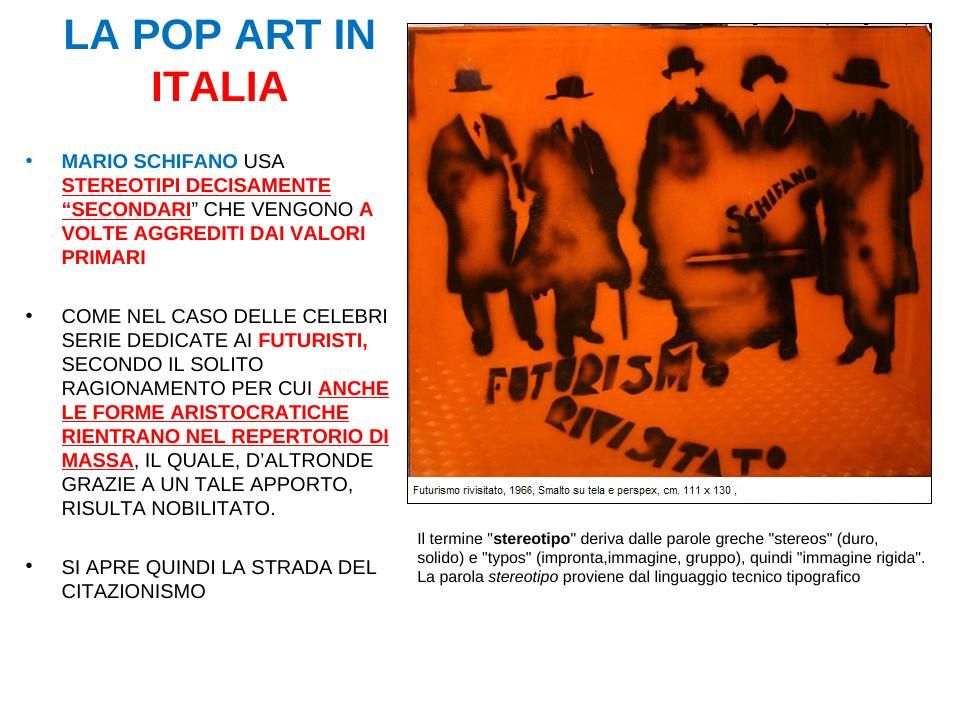 LA POP ART IN
ITALIA
• MARIO SCHIFANO USA
STEREOTIPI DECISAMENTE
“SECONDARI” CHE VENGONO A
VOLTE AGGREDITI DAI VALORI
PRIMARI
• COME NEL CASO DELLE CELEBRI
SERIE DEDICATE AI FUTURISTI,
SECONDO IL SOLITO
RAGIONAMENTO PER CUI ANCHE
LE FORME ARISTOCRATICHE
RIENTRANO NEL REPERTORIO DI
MASSA, IL QUALE, D’ALTRONDE
GRAZIE A UN TALE APPORTO,
RISULTA NOBILITATO.
• SI APRE QUINDI LA STRADA DEL
CITAZIONISMO
SCHIFANO
FUTURISMO
RIVISITATO
Futurismo rivisitato, 1966, Smalto su tela e perspex, cm. 111 x 130 ,
Il termine "stereotipo" deriva dalle parole greche "stereos" (duro,
solido) e "typos" (impronta,immagine, gruppo), quindi "immagine rigida".
La parola stereotipo proviene dal linguaggio tecnico tipografico